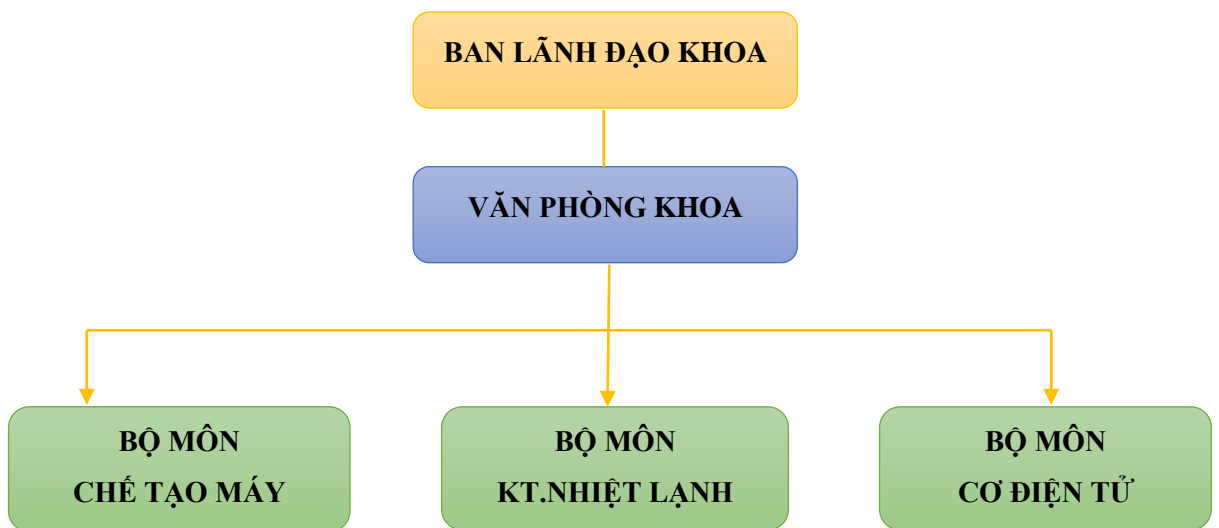 BAN LÃNH ĐẠO KHOA
VĂN PHÒNG KHOA
BỘ MÔN
CHẾ TẠO MÁY
BỘ MÔN
KT.NHIỆT LẠNH
BỘ MÔN
CƠ ĐIỆN TỬ